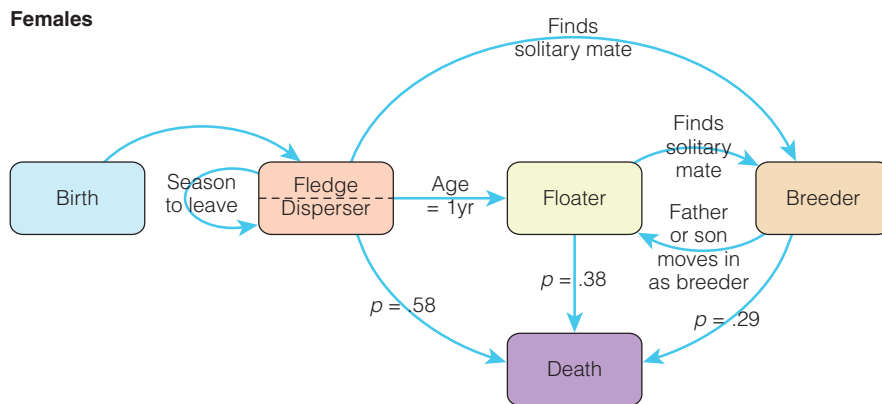 Females
Finds
solitary mate
Finds
solitary
mate
Birth
Season
to leave
Fledge
Disperser
Age
= 1yr
Floater
Breeder
Father
or son
moves in
as breeder
p = .58
p = .38
p = .29
Death